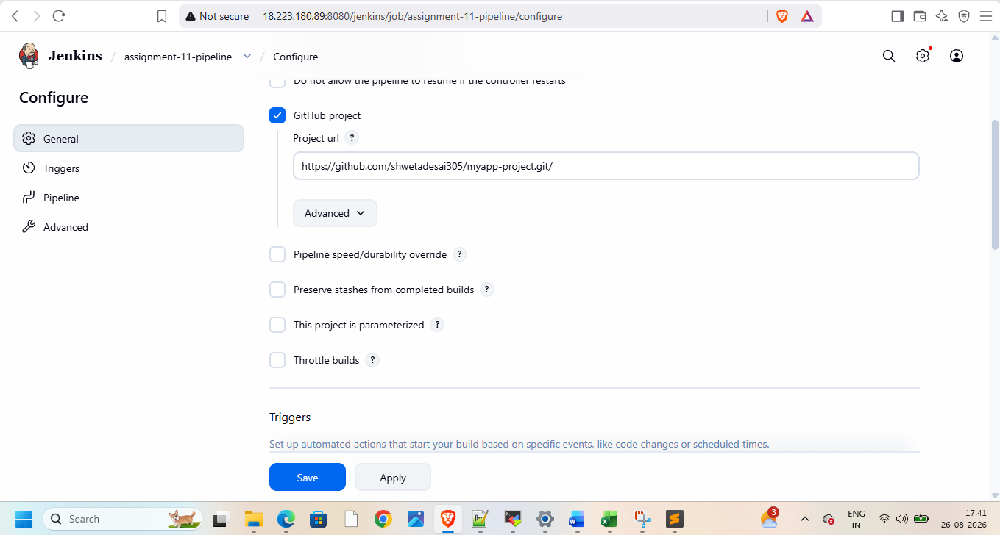 Not secure 18.223.180.89:8080/jenkins/job/assignment-11-pipeline/configure
Jenkins / assignment-11-pipeline / Configure
Configure
General
Triggers
Pipeline
Advanced
Do not allow the pipeline to resume if the controller restarts
GitHub project
Project url ?
https://github.com/shwetadesai305/myapp-project.git/
Advanced
Pipeline speed/durability override ?
Preserve stashes from completed builds ?
This project is parameterized ?
Throttle builds ?
Triggers
Set up automated actions that start your build based on specific events, like code changes or scheduled times.
Save Apply
Search
3
ENG
IN
17:41
26-08-2026